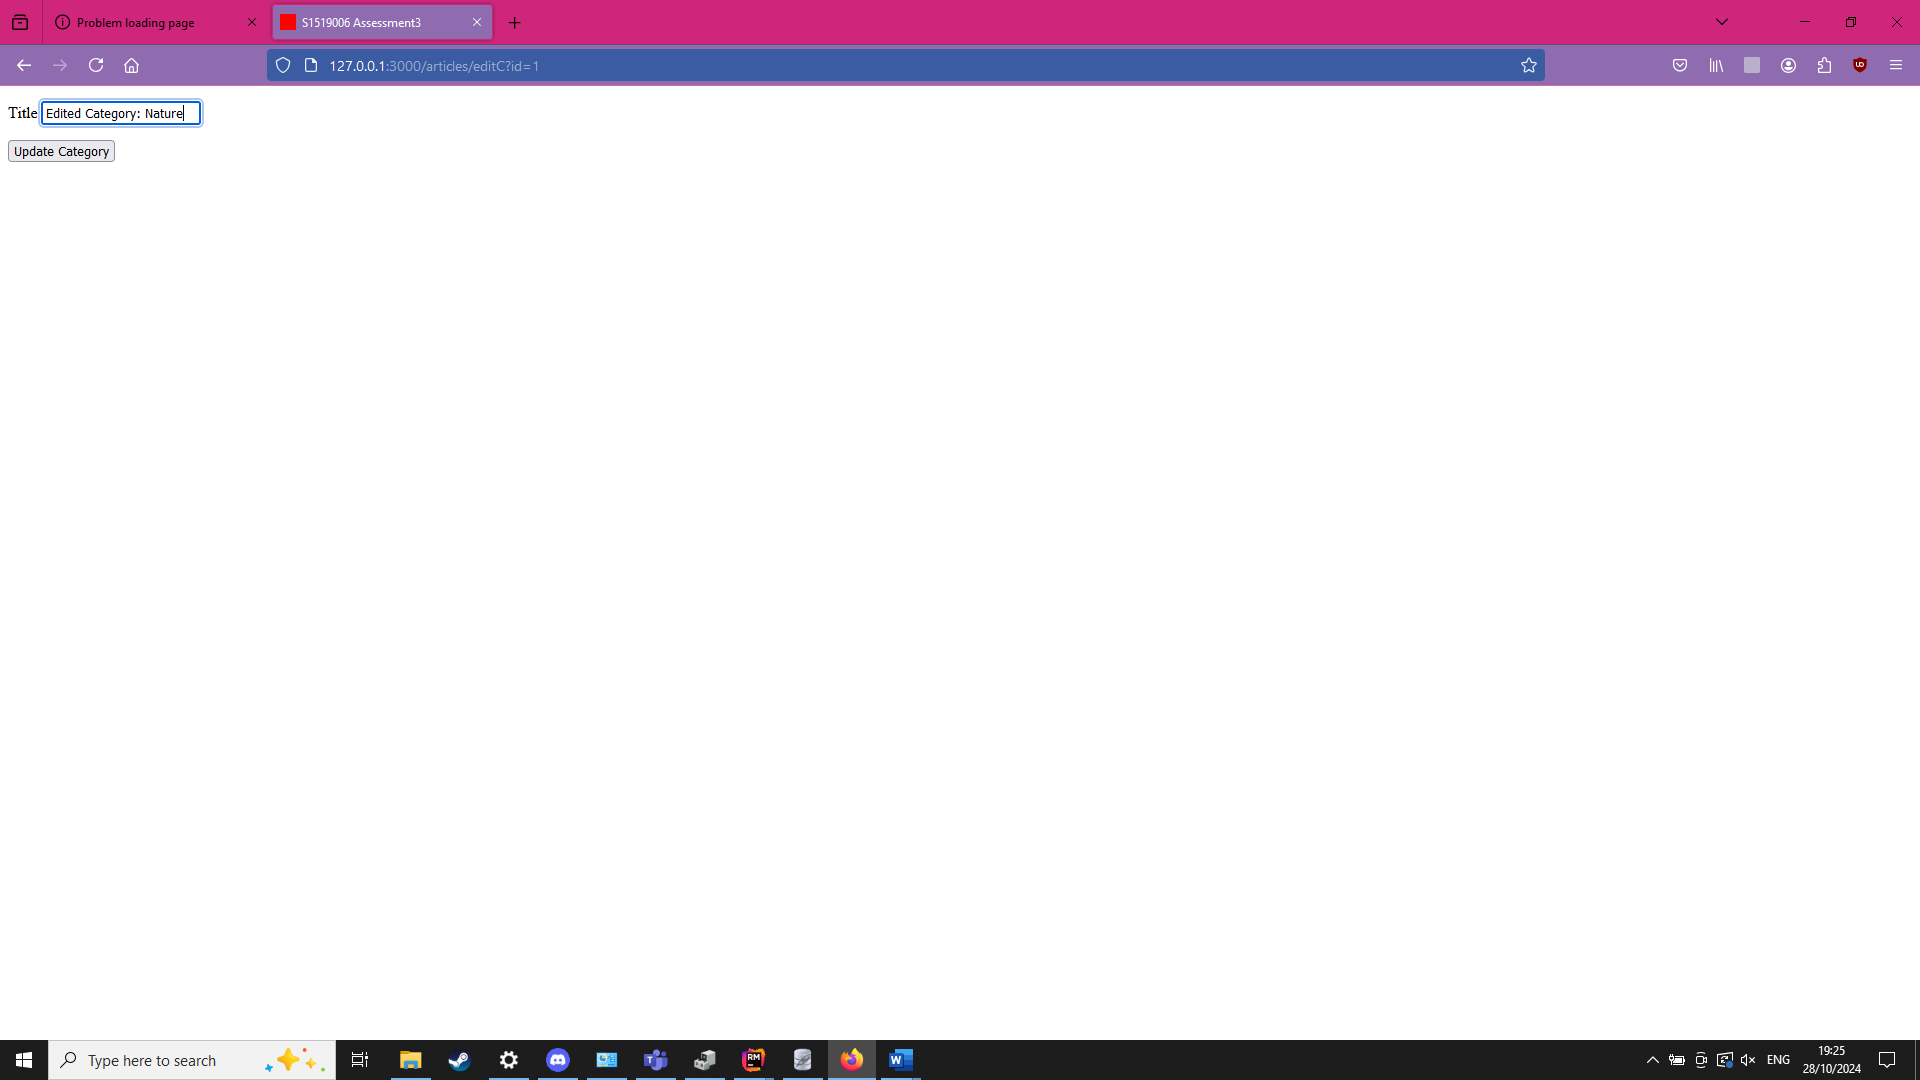 Problem loading page
S1519006 Assessment3
127.0.0.1:3000/articles/editC?id=1
Title Edited Category: Nature
Update Category
Type here to search
RM
W
ENG
19:25
28/10/2024